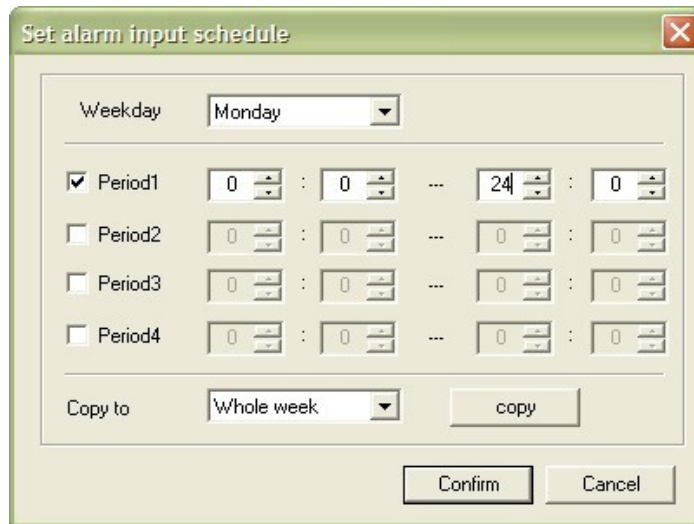 Set alarm input schedule
Weekday Monday
Period1 0 : 0 --- 24 : 0
Period2 0 : 0 --- 0 : 0
Period3 0 : 0 --- 0 : 0
Period4 0 : 0 --- 0 : 0
Copy to Whole week copy
Confirm Cancel